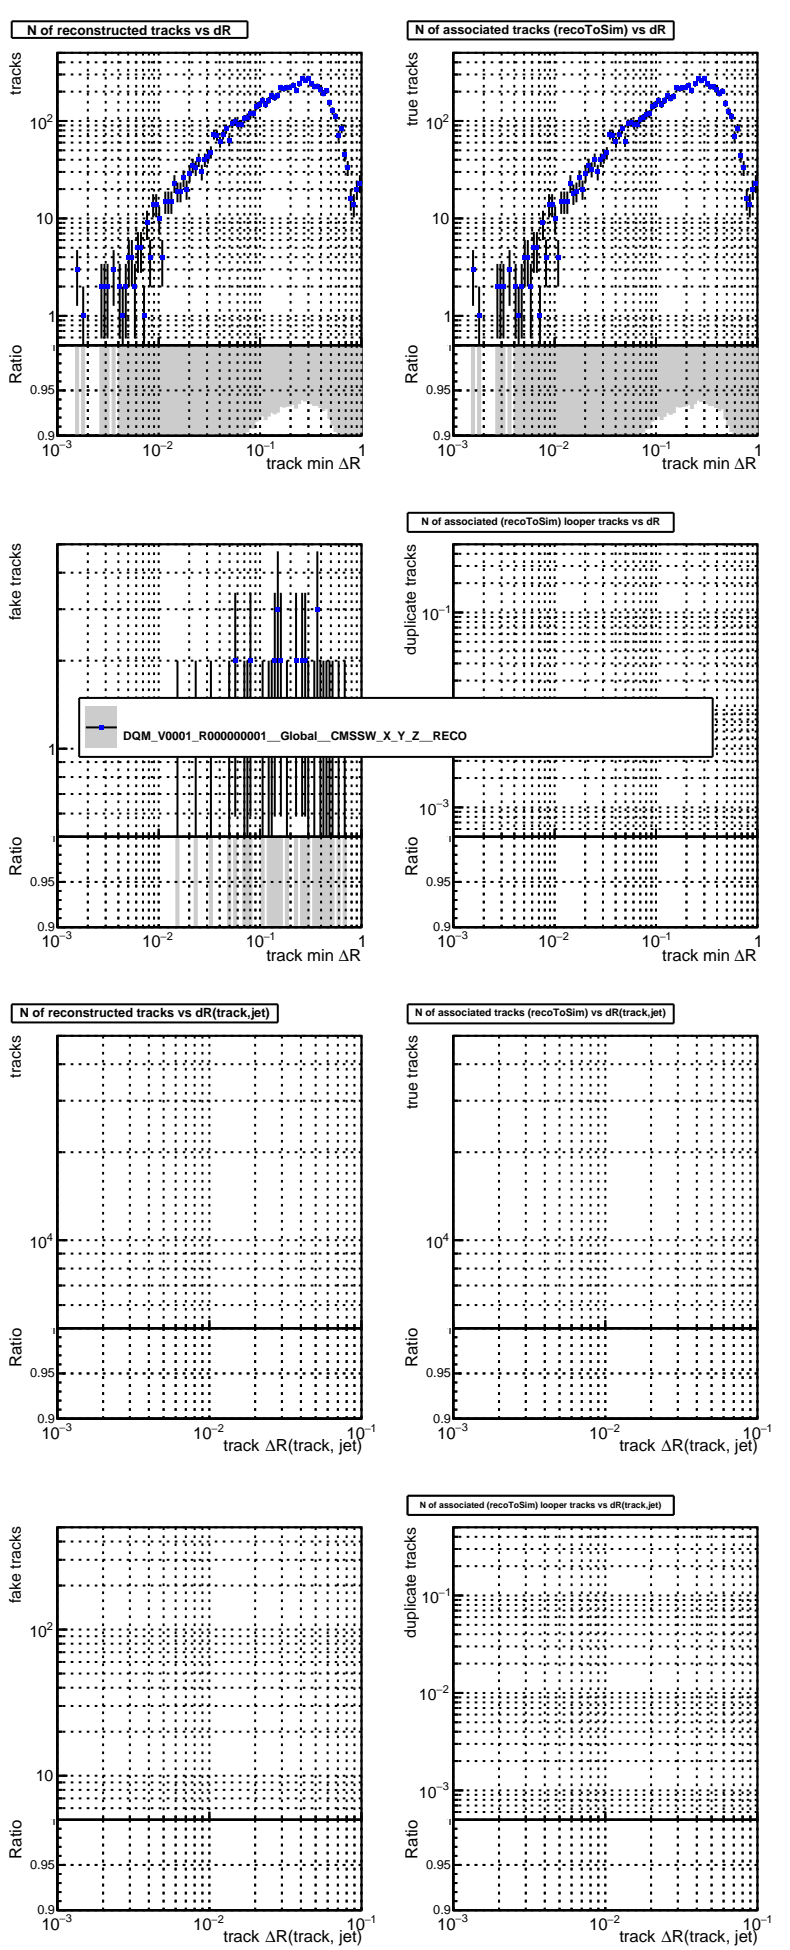 N of reconstructed tracks vs dR
tracks
10²
10
1
Ratio
0.95
0.9
10⁻³
10⁻²
10⁻¹
1
track min ΔR
N of associated tracks (recoToSim) vs dR
true tracks
10²
10
1
Ratio
0.95
0.9
10⁻³
10⁻²
10⁻¹
1
track min ΔR
fake tracks
1
Ratio
0.95
0.9
10⁻³
10⁻²
10⁻¹
1
track min ΔR
N of associated (recoToSim) looper tracks vs dR
duplicate tracks
10⁻¹
10⁻³
Ratio
0.95
0.9
10⁻³
10⁻²
10⁻¹
1
track min ΔR
DQM_V0001_R000000001__Global__CMSSW_X_Y_Z__RECO
N of reconstructed tracks vs dR(track,jet)
tracks
10⁴
Ratio
0.95
0.9
10⁻³
10⁻²
10⁻¹
track ΔR(track, jet)
N of associated tracks (recoToSim) vs dR(track,jet)
true tracks
10⁴
Ratio
0.95
0.9
10⁻³
10⁻²
10⁻¹
track ΔR(track, jet)
fake tracks
10²
10
Ratio
0.95
0.9
10⁻³
10⁻²
10⁻¹
track ΔR(track, jet)
N of associated (recoToSim) looper tracks vs dR(track,jet)
duplicate tracks
10⁻¹
10⁻²
10⁻³
Ratio
0.95
0.9
10⁻³
10⁻²
10⁻¹
track ΔR(track, jet)